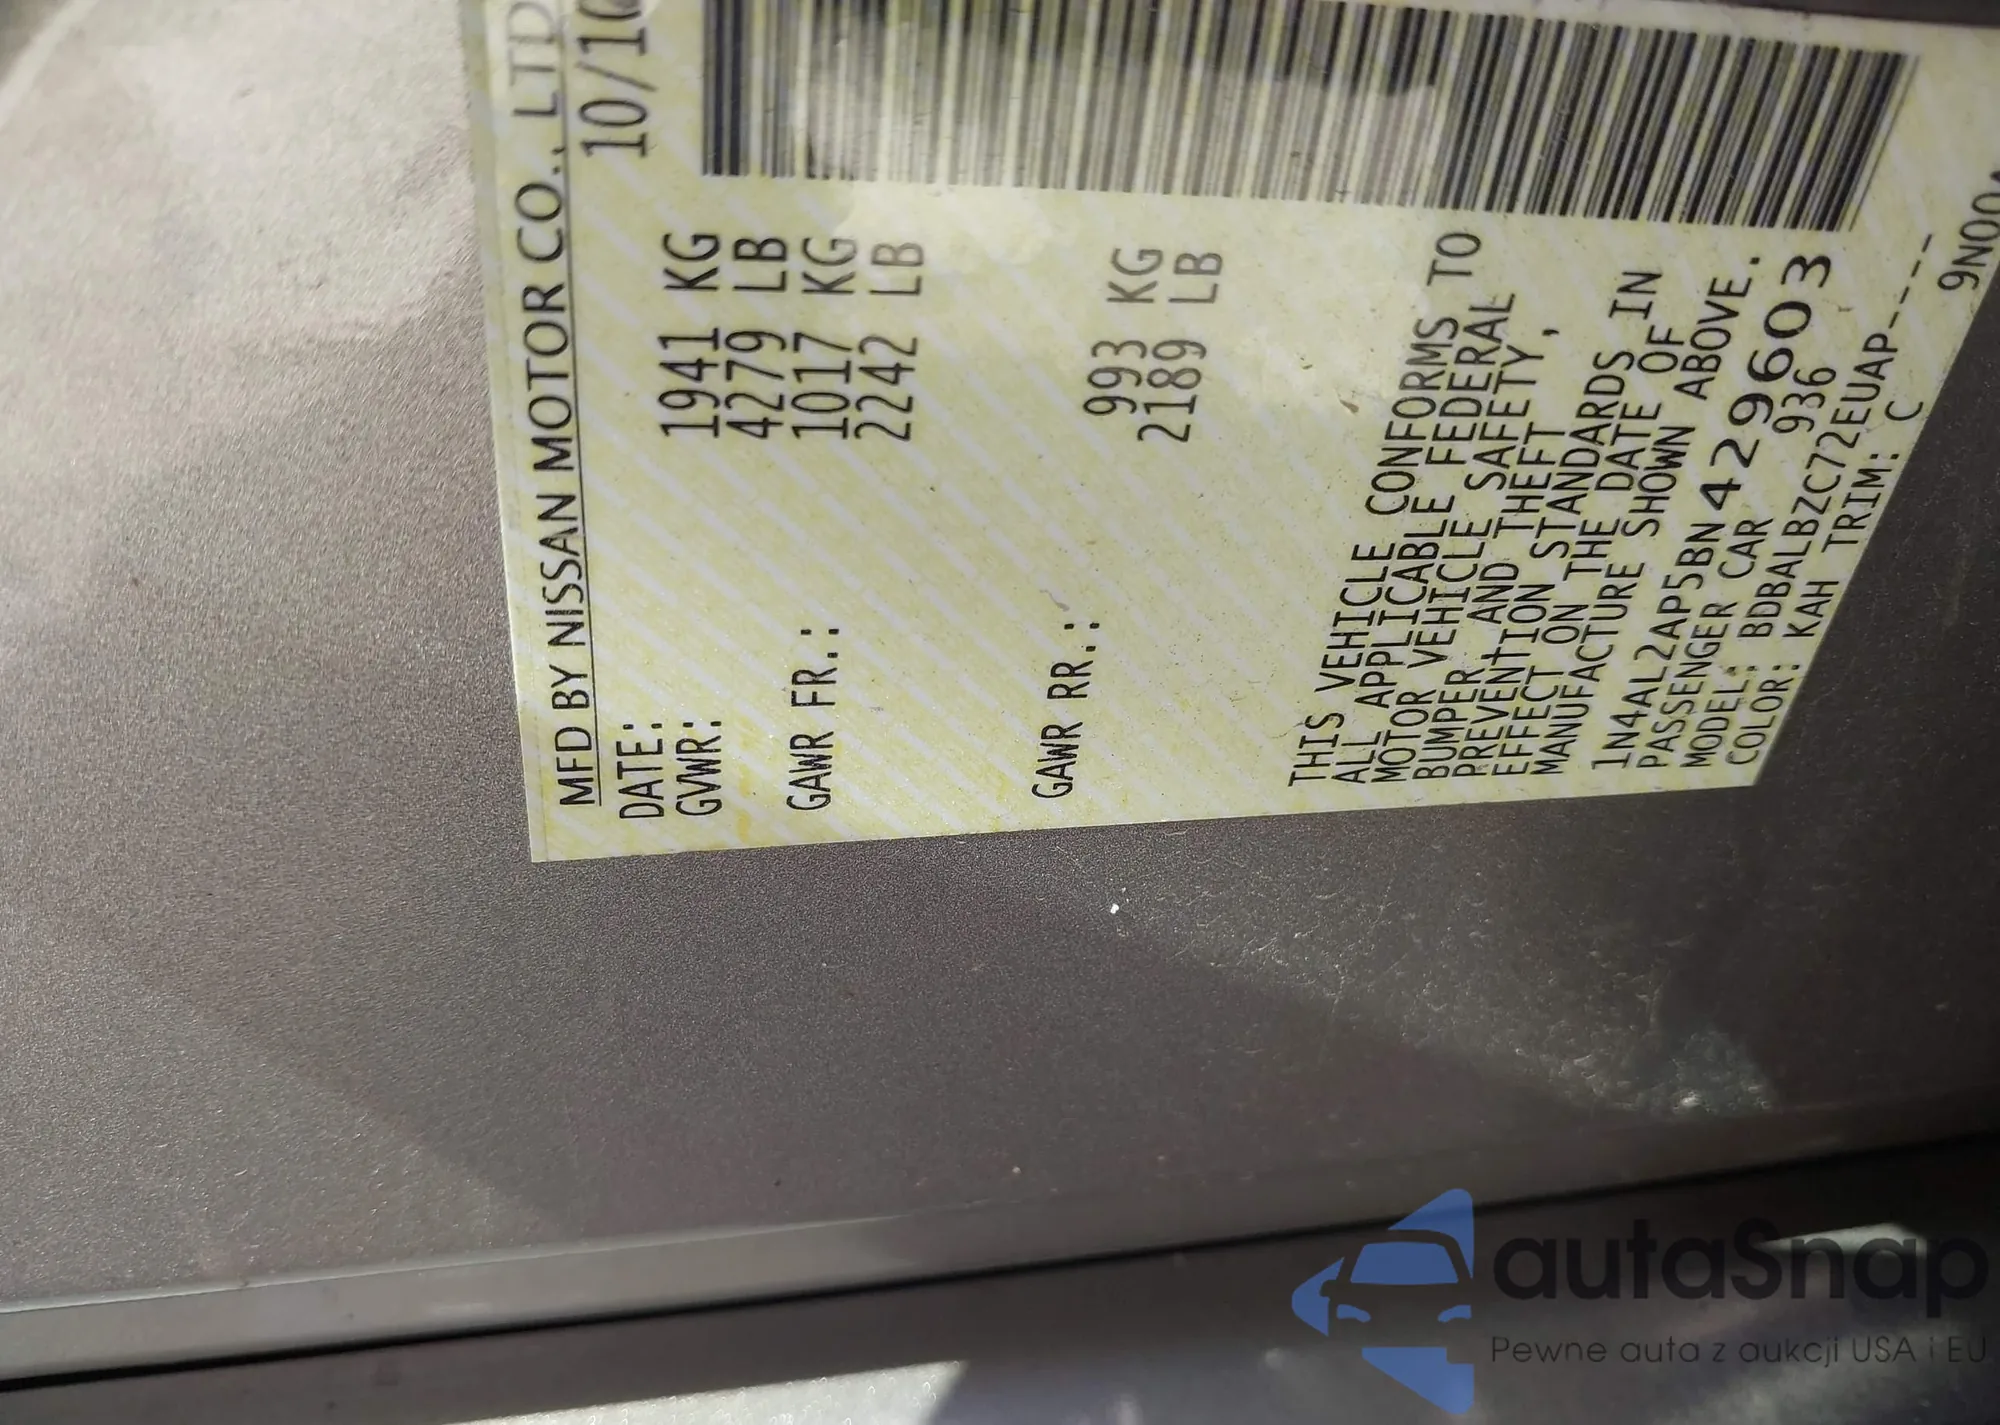 MFD BY NISSAN MOTOR CO., LTD
DATE: 10/10
GVWR: 1941 KG
4279 LB
GAWR FR.: 1017 KG
2242 LB
GAWR RR.: 993 KG
2189 LB
THIS VEHICLE CONFORMS TO
ALL APPLICABLE FEDERAL
MOTOR VEHICLE SAFETY,
BUMPER AND THEFT
PREVENTION STANDARDS IN
EFFECT ON THE DATE OF
MANUFACTURE SHOWN ABOVE.
1N4AL2AP5BN429603
PASSENGER CAR 936
MODEL: BDBALBZC72EUAP-----
COLOR: KAH TRIM: C
9N00
autaSnap
Pewne auta z aukcji USA i EU